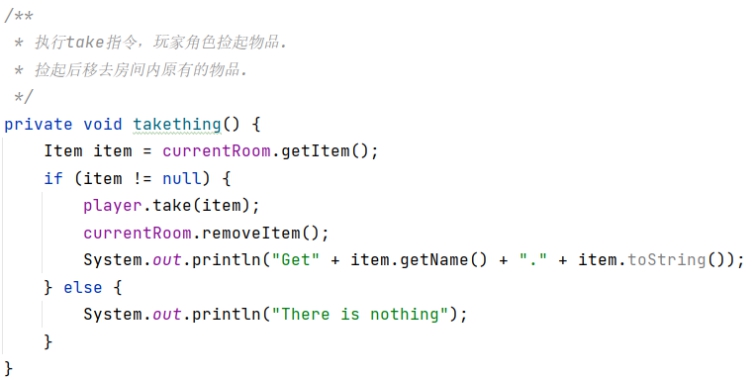 /**
 * 执行take指令，玩家角色捡起物品.
 * 捡起后移去房间内原有的物品.
 */
private void takething() {
    Item item = currentRoom.getItem();
    if (item != null) {
        player.take(item);
        currentRoom.removeItem();
        System.out.println("Get" + item.getName() + "." + item.toString());
    } else {
        System.out.println("There is nothing");
    }
}